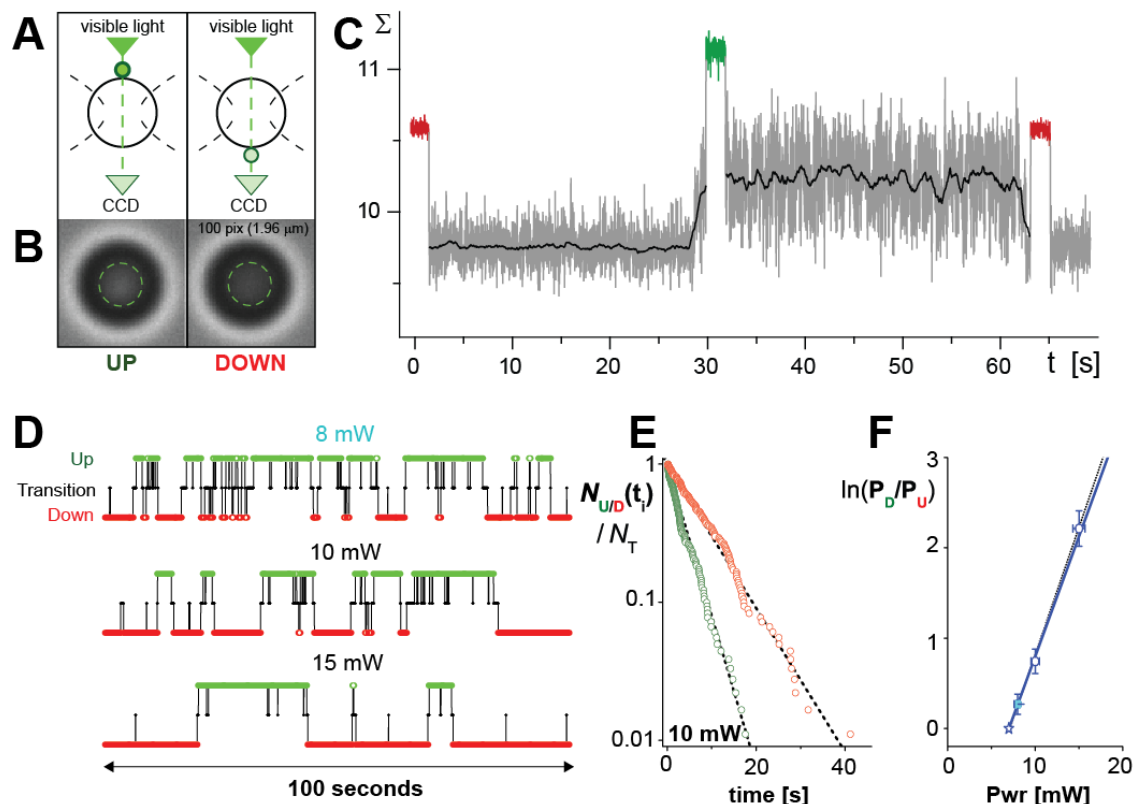 A
visible light
visible light
CCD
CCD
B
100 pix (1.96 μm)
UP
DOWN
C
Σ
11
10
0
10
20
30
40
50
60
t [s]
D
8 mW
Up
Transition
Down
10 mW
15 mW
100 seconds
E
1
N_U/D(t_i)
/ N_T
0.1
0.01
10 mW
0
20
40
time [s]
F
3
ln(P_D/P_U)
2
1
0
0
10
20
Pwr [mW]